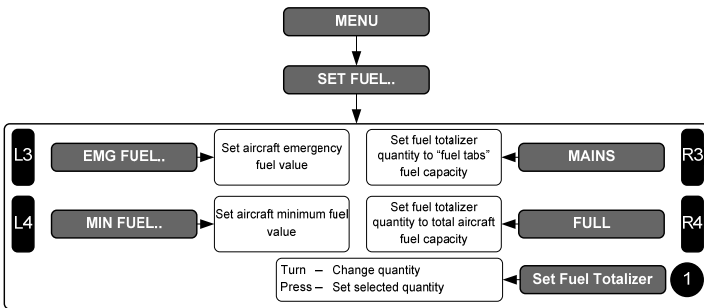 MENU
SET FUEL..
L3
EMG FUEL..
Set aircraft emergency
fuel value
Set fuel totalizer
quantity to “fuel tabs”
fuel capacity
MAINS
R3
L4
MIN FUEL..
Set aircraft minimum fuel
value
Set fuel totalizer
quantity to total aircraft
fuel capacity
FULL
R4
Turn – Change quantity
Press – Set selected quantity
Set Fuel Totalizer
1